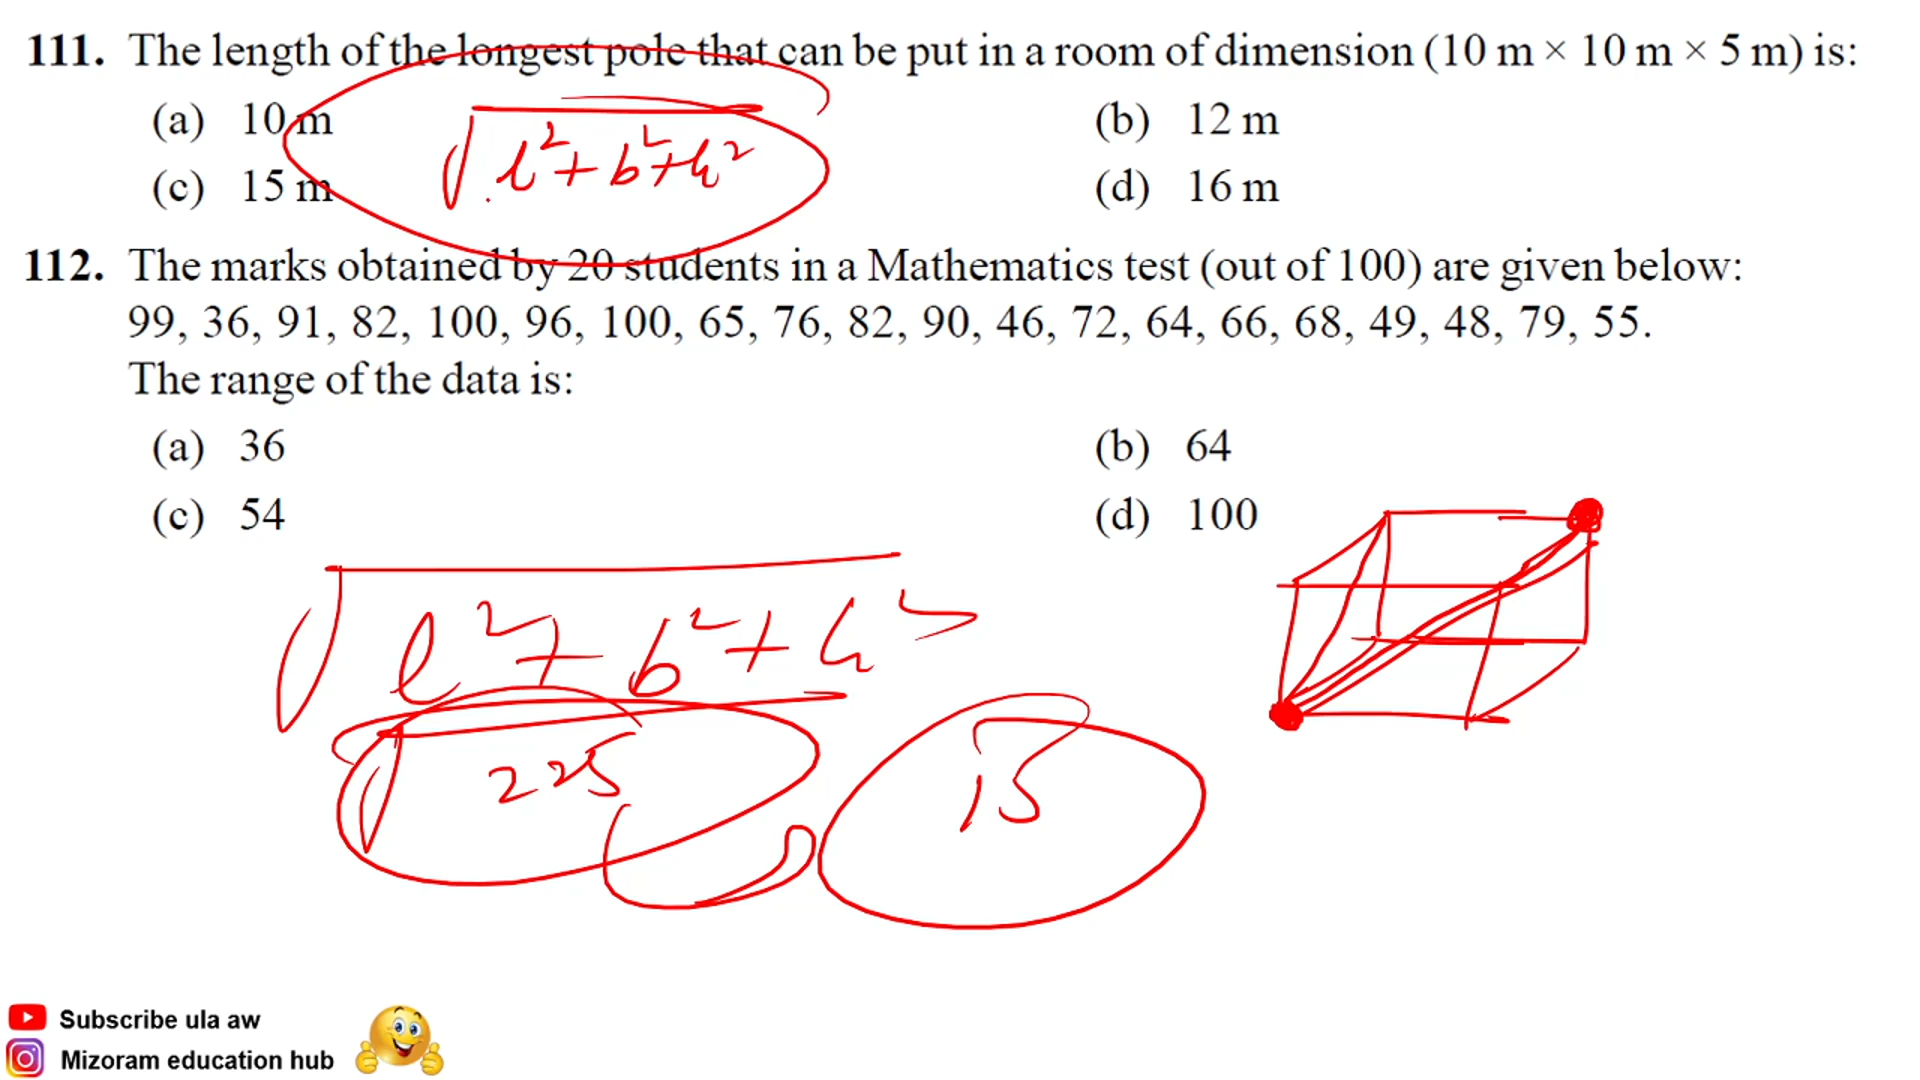 111. The length of the longest pole that can be put in a room of dimension (10 m × 10 m × 5 m) is:
(a) 10 m (b) 12 m
√l²+b²+h²
(c) 15 m (d) 16 m
112. The marks obtained by 20 students in a Mathematics test (out of 100) are given below:
99, 36, 91, 82, 100, 96, 100, 65, 76, 82, 90, 46, 72, 64, 66, 68, 49, 48, 79, 55.
The range of the data is:
(a) 36 (b) 64
(c) 54 (d) 100
√l²+b²+h²
√225 15
Subscribe ula aw
Mizoram education hub